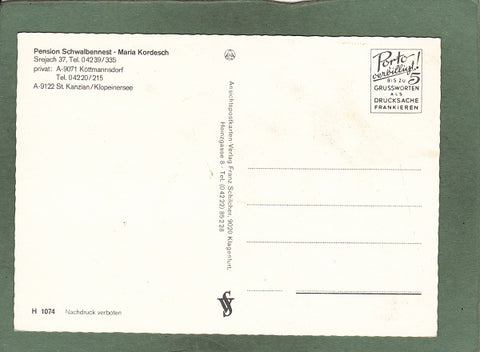 Pension Schwalbennest - Maria Kordesch
Srejach 37, Tel. 04239/335
privat: A-9071 Köttmannsdorf
Tel. 04220/215
A-9122 St. Kanzian/Klopeinersee
Ansichtspostkarten-Verlag Franz Schilcher, 9020 Klagenfurt,
Heinzgasse 8 - Tel. (04222) 85228
Porto
verbilligt!
BIS ZU 5
GRUSSWORTEN
ALS
DRUCKSACHE
FRANKIEREN
H 1074 Nachdruck verboten